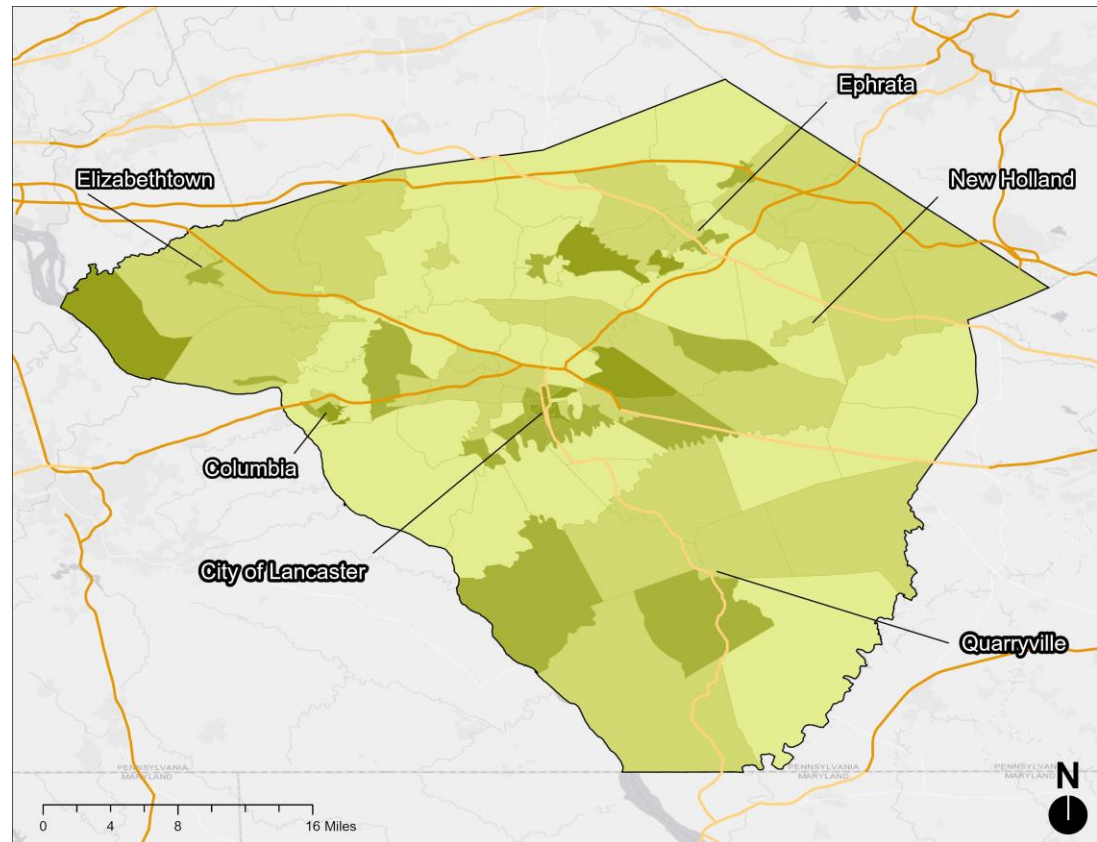 Ephrata
Elizabethtown
New Holland
Columbia
City of Lancaster
Quarryville
PENNSYLVANIA
MARYLAND
PENNSYLVANIA
MARYLAND
PENNSYLVANIA
MARYLAND
N
0 4 8 16 Miles